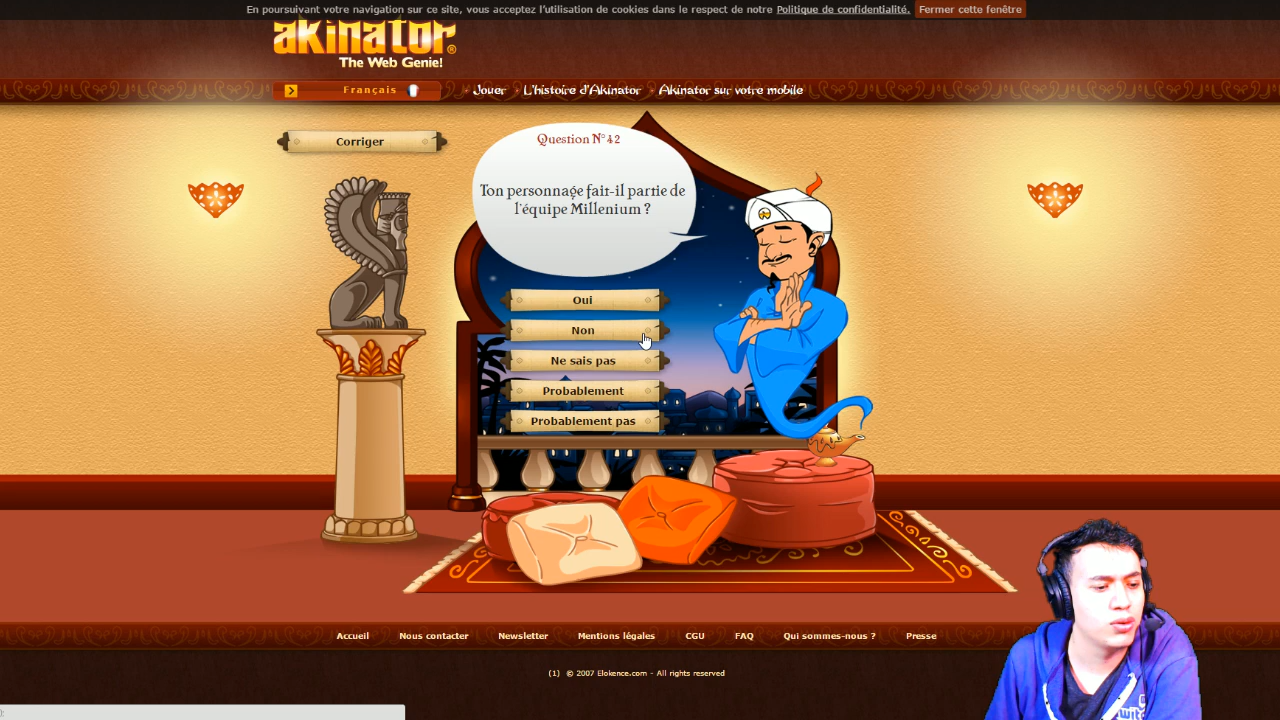 En poursuivant votre navigation sur ce site, vous acceptez l'utilisation de cookies dans le respect de notre Politique de confidentialité. Fermer cette fenêtre
akinator®
The Web Genie!
Français
Jouer
L'histoire d'Akinator
Akinator sur votre mobile
Corriger
Question N°42
Ton personnage fait-il partie de
l'équipe Millenium ?
Oui
Non
Ne sais pas
Probablement
Probablement pas
Accueil
Nous contacter
Newsletter
Mentions légales
CGU
FAQ
Qui sommes-nous ?
Presse
(1) © 2007 Elokence.com - All rights reserved